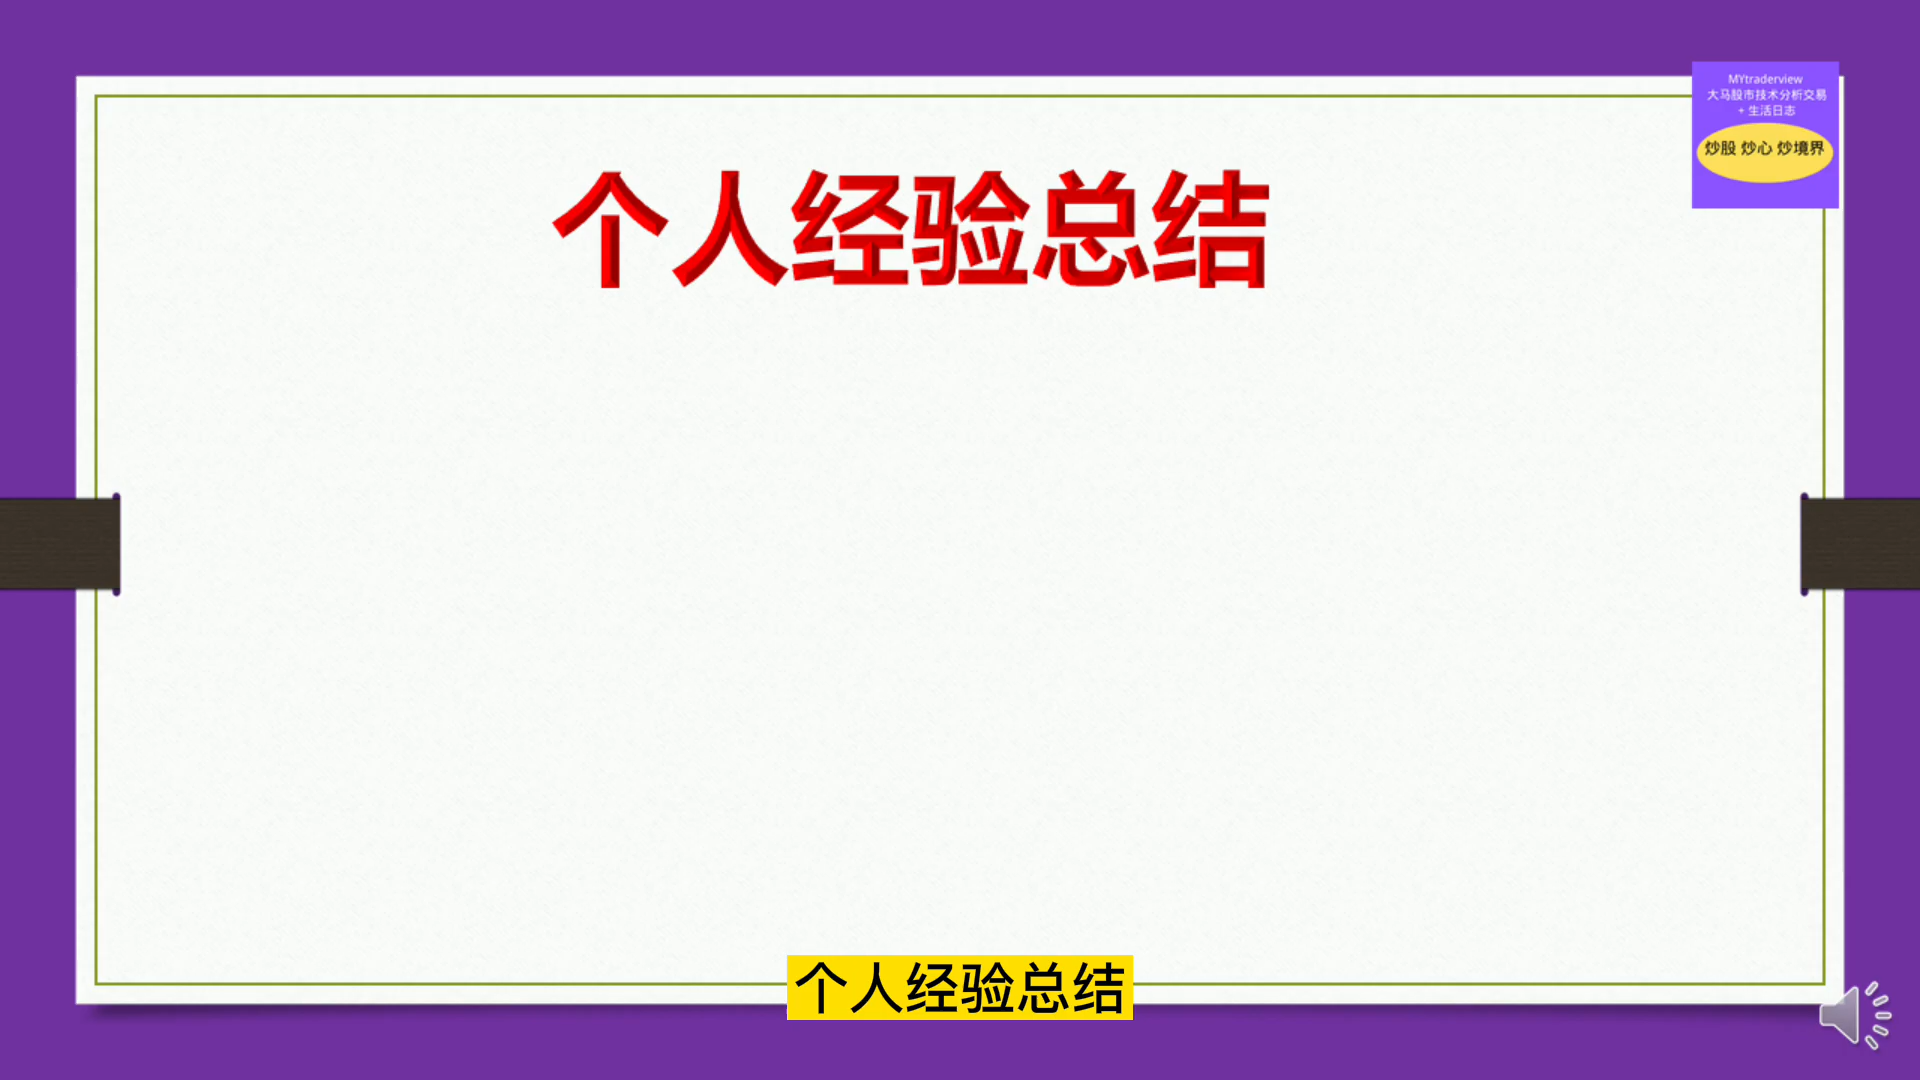 MYtraderview
大马股市技术分析交易
+ 生活日志
炒股 炒心 炒境界
个人经验总结
个人经验总结